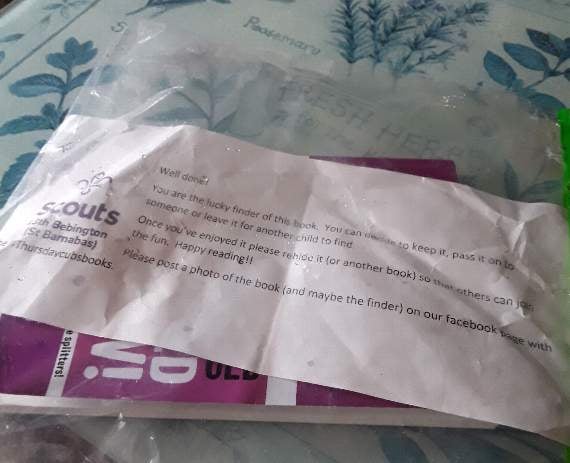 Rosemary
FRESH HERBS
Well done!
You are the lucky finder of this book. You can decide to keep it, pass it on to
someone or leave it for another child to find.
Once you've enjoyed it please rehide it (or another book) so that others can join
the fun. Happy reading!!
Please post a photo of the book (and maybe the finder) on our facebook page with
scouts
Bebington
(St Barnabas)
#Thursdaycubsbooks.
e splitters!